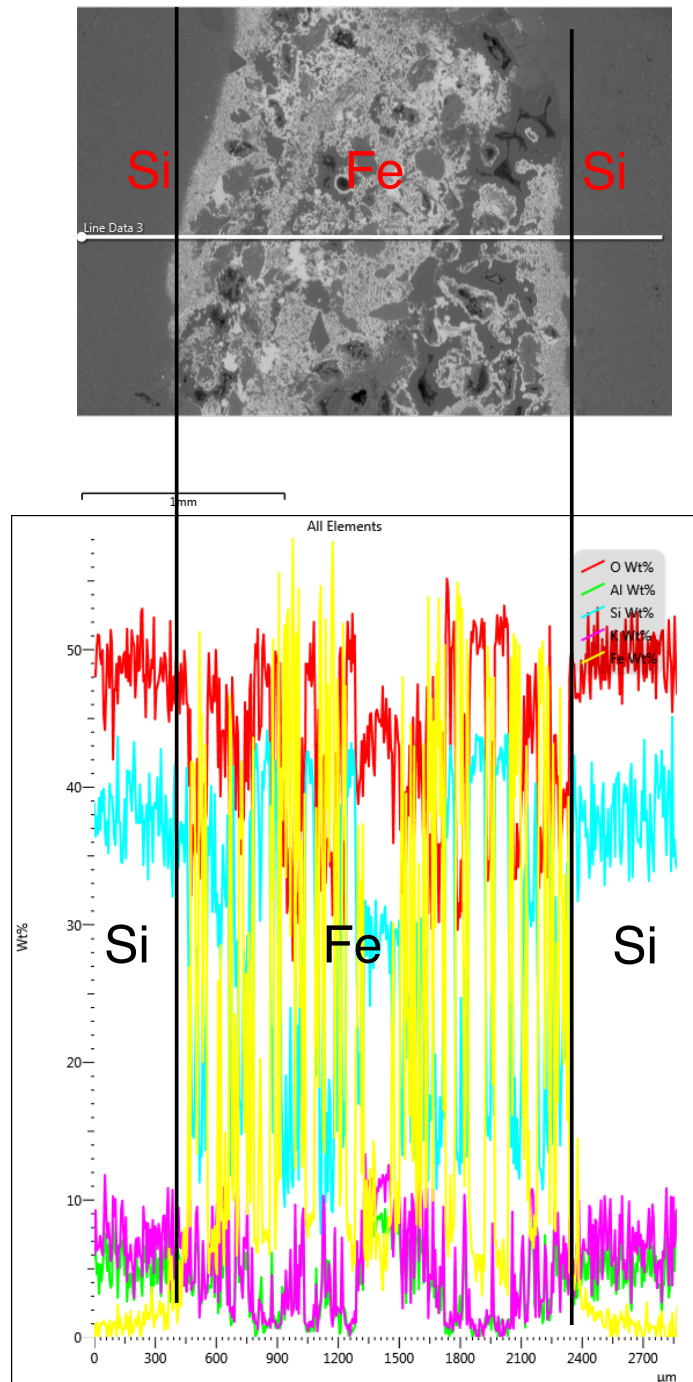 Si Fe Si
Line Data 3
1mm
All Elements
O Wt%
Al Wt%
Si Wt%
K Wt%
Fe Wt%
50
40
30
20
10
0
Wt%
Si Fe Si
0 300 600 900 1200 1500 1800 2100 2400 2700
µm